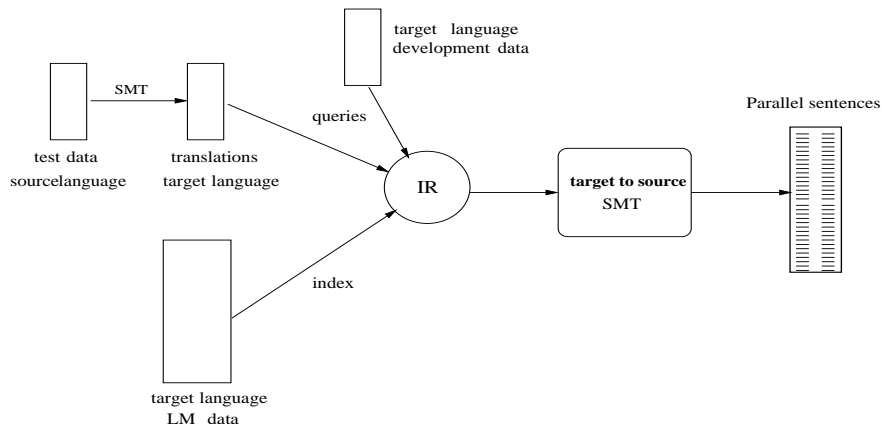 target language
development data
SMT
queries
Parallel sentences
test data
sourcelanguage
translations
target language
IR
target to source
SMT
index
target language
LM data